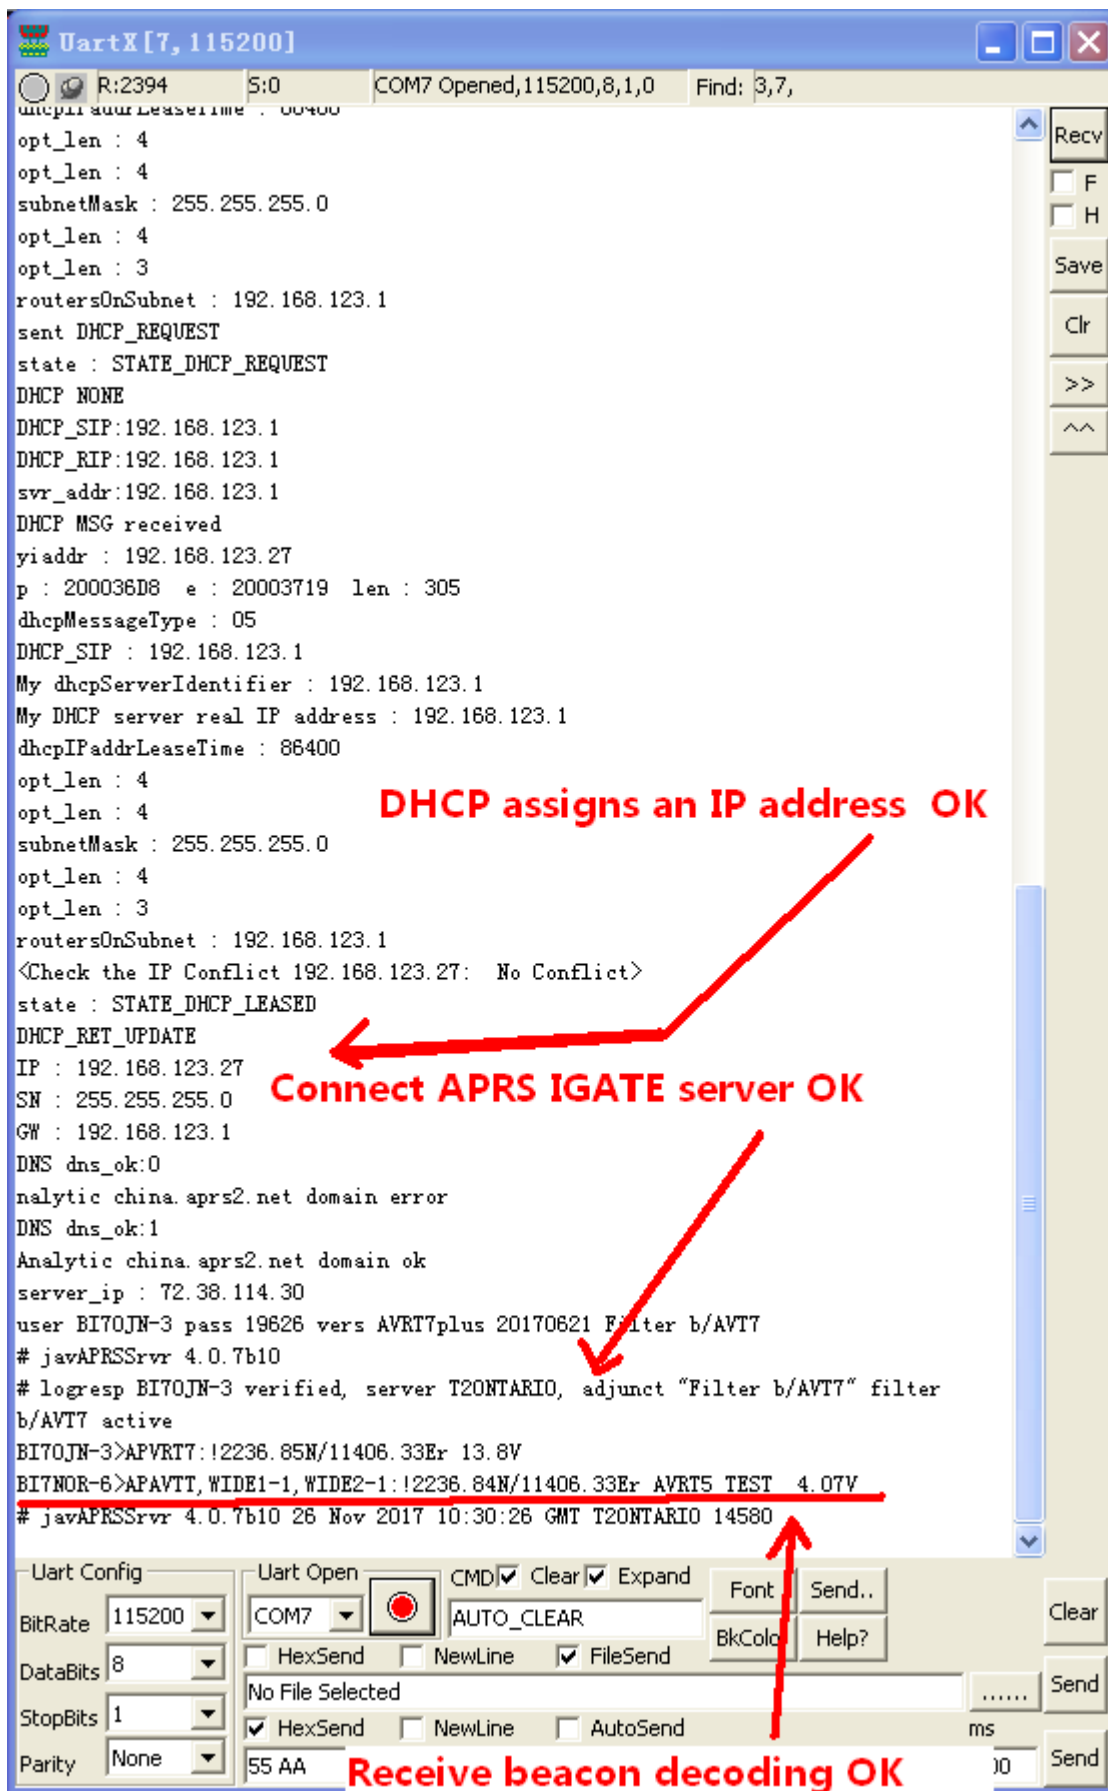 UartX[7,115200]
R:2394 S:0 COM7 Opened,115200,8,1,0 Find: 3,7,
dhcpIPaddrLeaseTime : 86400
opt_len : 4
opt_len : 4
subnetMask : 255.255.255.0
opt_len : 4
opt_len : 3
routersOnSubnet : 192.168.123.1
sent DHCP_REQUEST
state : STATE_DHCP_REQUEST
DHCP NONE
DHCP_SIP:192.168.123.1
DHCP_RIP:192.168.123.1
svr_addr:192.168.123.1
DHCP MSG received
yiaddr : 192.168.123.27
p : 200036D8 e : 20003719 len : 305
dhcpMessageType : 05
DHCP_SIP : 192.168.123.1
My dhcpServerIdentifier : 192.168.123.1
My DHCP server real IP address : 192.168.123.1
dhcpIPaddrLeaseTime : 86400
opt_len : 4
DHCP assigns an IP address OK
opt_len : 4
subnetMask : 255.255.255.0
opt_len : 4
opt_len : 3
routersOnSubnet : 192.168.123.1
<Check the IP Conflict 192.168.123.27: No Conflict>
state : STATE_DHCP_LEASED
DHCP_RET_UPDATE
IP : 192.168.123.27
Connect APRS IGATE server OK
SN : 255.255.255.0
GW : 192.168.123.1
DNS dns_ok:0
nalytic china.aprs2.net domain error
DNS dns_ok:1
Analytic china.aprs2.net domain ok
server_ip : 72.38.114.30
user BI7OJN-3 pass 19626 vers AVRT7plus 20170621 Filter b/AVT7
# javAPRSSrvr 4.0.7b10
# logresp BI7OJN-3 verified, server T2ONTARIO, adjunct "Filter b/AVT7" filter
b/AVT7 active
BI7OJN-3>APVRT7:!2236.85N/11406.33Er 13.8V
BI7NOR-6>APAVTT,WIDE1-1,WIDE2-1:!2236.84N/11406.33Er AVRT5 TEST 4.07V
# javAPRSSrvr 4.0.7b10 26 Nov 2017 10:30:26 GMT T2ONTARIO 14580
Recv
F
H
Save
Clr
>>
^^
Uart Config
BitRate 115200
DataBits 8
StopBits 1
Parity None
Uart Open
COM7
CMD Clear Expand
AUTO_CLEAR
Font Send..
BkColo Help?
HexSend NewLine FileSend
No File Selected ......
HexSend NewLine AutoSend ms
55 AA
Receive beacon decoding OK
Clear
Send
Send